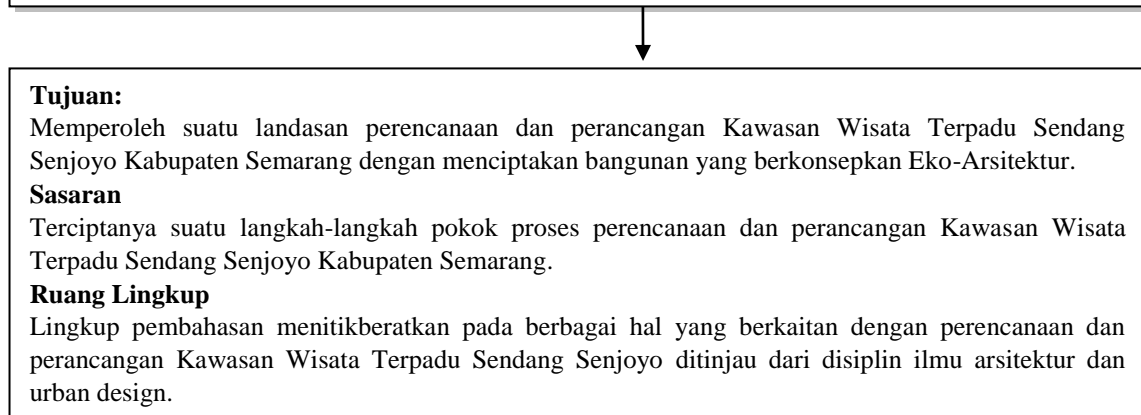 Tujuan:
Memperoleh suatu landasan perencanaan dan perancangan Kawasan Wisata Terpadu Sendang
Senjoyo Kabupaten Semarang dengan menciptakan bangunan yang berkonsepkan Eko-Arsitektur.
Sasaran
Terciptanya suatu langkah-langkah pokok proses perencanaan dan perancangan Kawasan Wisata
Terpadu Sendang Senjoyo Kabupaten Semarang.
Ruang Lingkup
Lingkup pembahasan menitikberatkan pada berbagai hal yang berkaitan dengan perencanaan dan
perancangan Kawasan Wisata Terpadu Sendang Senjoyo ditinjau dari disiplin ilmu arsitektur dan
urban design.